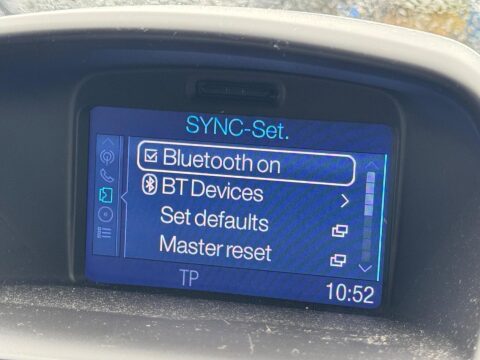 SYNC-Set.
Bluetooth on
BT Devices
Set defaults
Master reset
TP
10:52